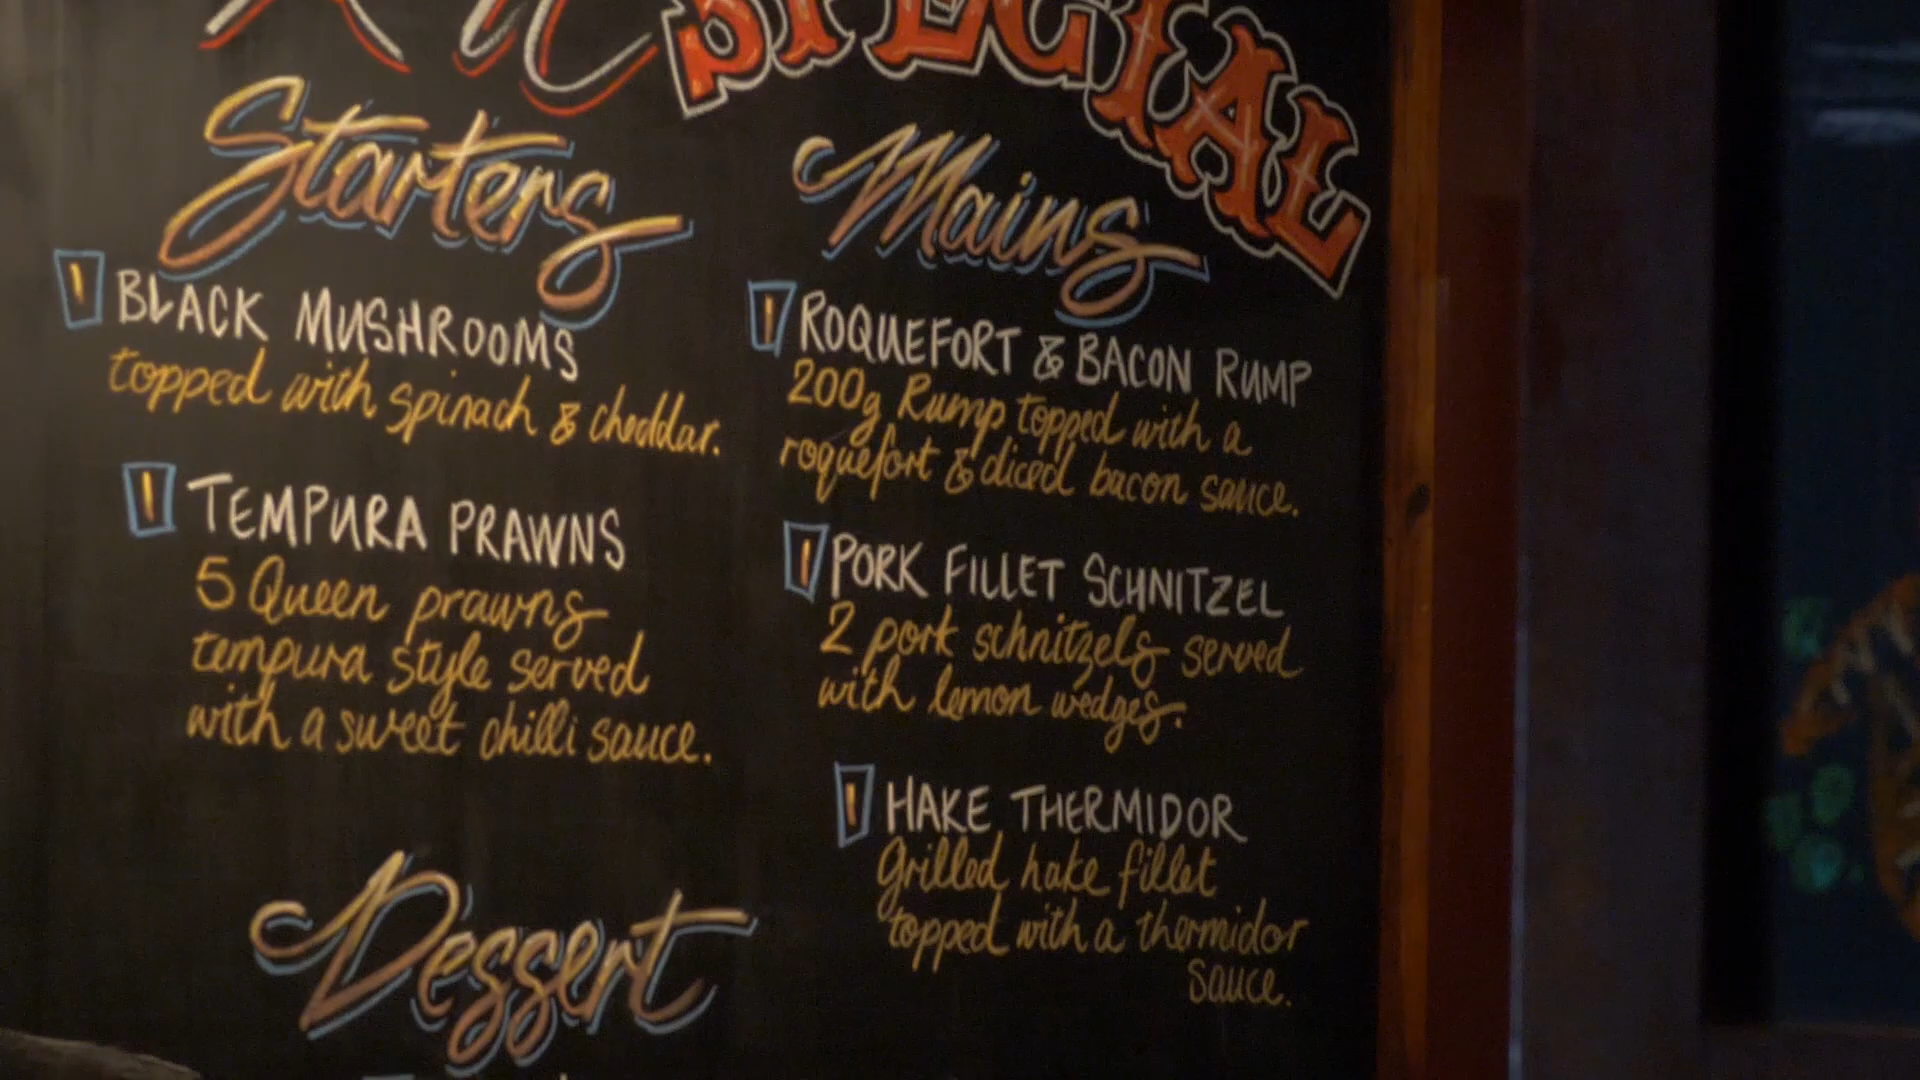 SPECIAL
Starters
BLACK MUSHROOMS
topped with spinach & cheddar.
TEMPURA PRAWNS
5 Queen prawns
tempura style served
with a sweet chilli sauce.
Mains
ROQUEFORT & BACON RUMP
200g Rump topped with a
roquefort & diced bacon sauce.
PORK FILLET SCHNITZEL
2 pork schnitzels served
with lemon wedges.
HAKE THERMIDOR
Grilled hake fillet
topped with a thermidor
sauce.
Dessert